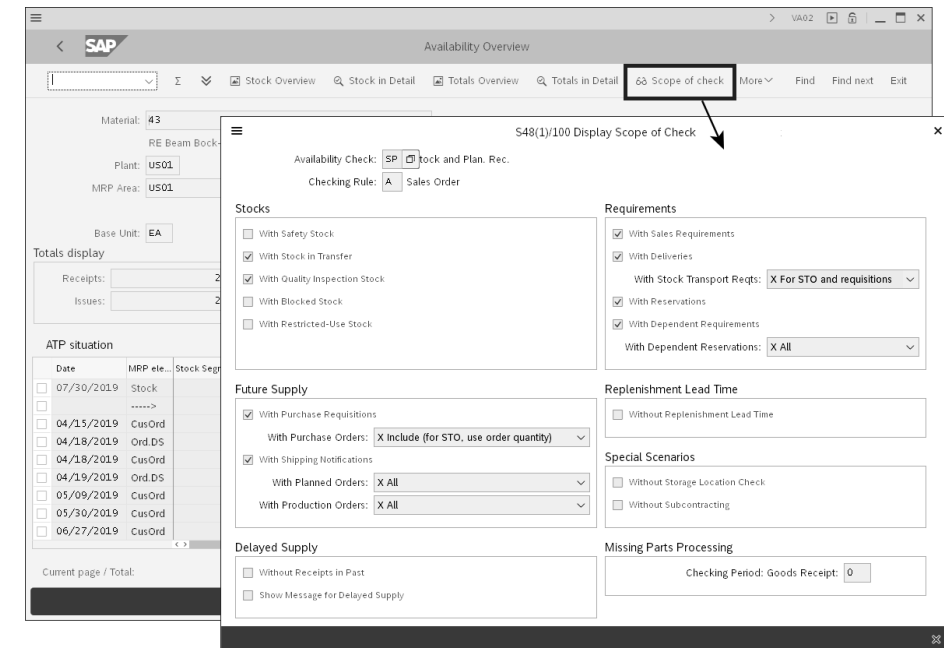 VA02
SAP
Availability Overview
Σ Stock Overview Stock in Detail Totals Overview Totals in Detail Scope of check More Find Find next Exit
Material: 43
RE Beam Bock-
Plant: US01
MRP Area: US01
Base Unit: EA
Totals display
Receipts: 2
Issues: 2
ATP situation
Date MRP ele... Stock Segr
07/30/2019 Stock
----->
04/15/2019 CusOrd
04/18/2019 Ord.DS
04/18/2019 CusOrd
04/19/2019 Ord.DS
05/09/2019 CusOrd
05/30/2019 CusOrd
06/27/2019 CusOrd
Current page / Total:
S48(1)/100 Display Scope of Check
Availability Check: SP tock and Plan. Rec.
Checking Rule: A Sales Order
Stocks
With Safety Stock
With Stock in Transfer
With Quality Inspection Stock
With Blocked Stock
With Restricted-Use Stock
Requirements
With Sales Requirements
With Deliveries
With Stock Transport Reqts: X For STO and requisitions
With Reservations
With Dependent Requirements
With Dependent Reservations: X All
Future Supply
With Purchase Requisitions
With Purchase Orders: X Include (for STO, use order quantity)
With Shipping Notifications
With Planned Orders: X All
With Production Orders: X All
Replenishment Lead Time
Without Replenishment Lead Time
Special Scenarios
Without Storage Location Check
Without Subcontracting
Delayed Supply
Without Receipts in Past
Show Message for Delayed Supply
Missing Parts Processing
Checking Period: Goods Receipt: 0